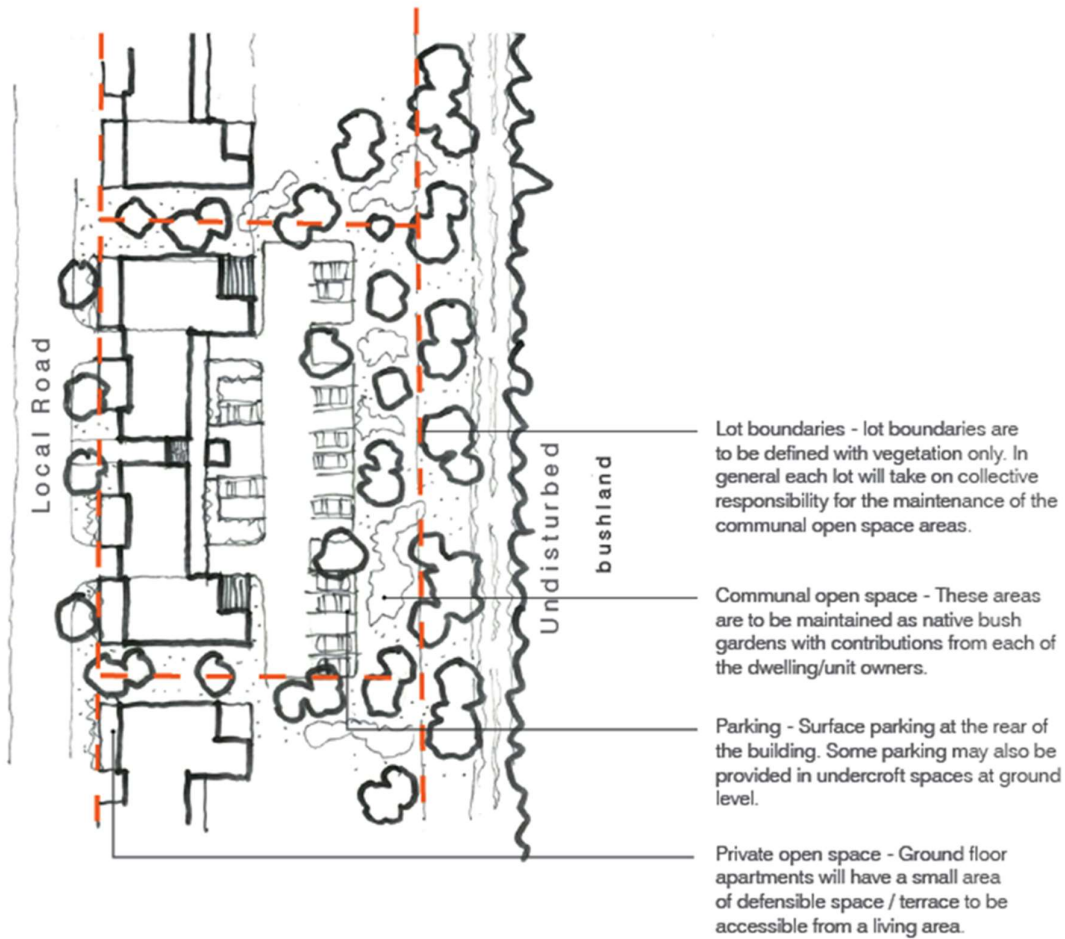 Local Road
Undisturbed
bushland
Lot boundaries - lot boundaries are
to be defined with vegetation only. In
general each lot will take on collective
responsibility for the maintenance of the
communal open space areas.
Communal open space - These areas
are to be maintained as native bush
gardens with contributions from each of
the dwelling/unit owners.
Parking - Surface parking at the rear of
the building. Some parking may also be
provided in undercroft spaces at ground
level.
Private open space - Ground floor
apartments will have a small area
of defensible space / terrace to be
accessible from a living area.